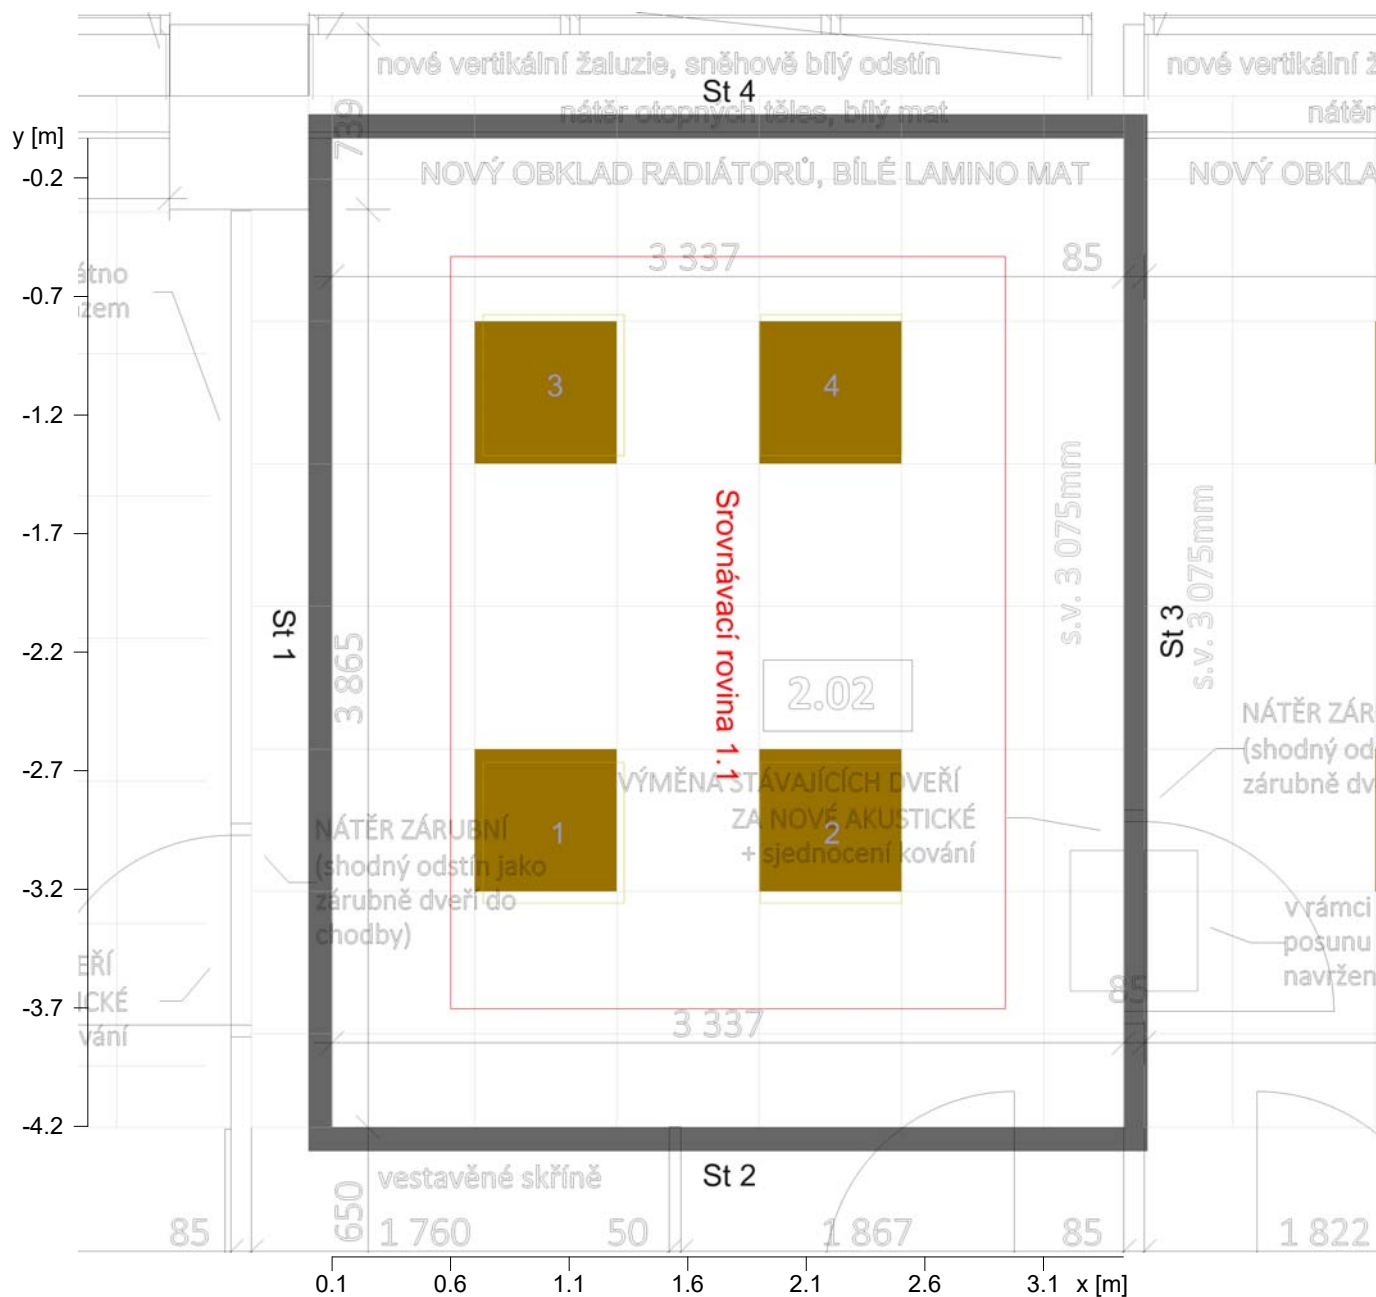 nové vertikální žaluzie, sněhově bílý odstín
nové vertikální ž
St 4
nátěr otopných těles, bílý mat
nátěr
739
y [m]
NOVÝ OBKLAD RADIÁTORŮ, BÍLÉ LAMINO MAT
NOVÝ OBKLA
-0.2
3 337
85
átno
zem
-0.7
3
4
-1.2
Srovnávací rovina 1.1
s.v. 3 075mm
s.v. 3 075mm
-1.7
St 1
St 3
-2.2
3 865
2.02
NÁTĚR ZÁR
(shodný od
zárubně dv
-2.7
VÝMĚNA STÁVAJÍCÍCH DVEŘÍ
ZA NOVÉ AKUSTICKÉ
+ sjednocení kování
1
2
NÁTĚR ZÁRUBNÍ
(shodný odstín jako
zárubně dveří do
chodby)
-3.2
v rámci
posunu
navržen
EŘÍ
ICKÉ
vání
85
-3.7
3 337
-4.2
St 2
vestavěné skříně
650
85
1 760
50
1 867
85
1 822
0.1
0.6
1.1
1.6
2.1
2.6
3.1
x [m]